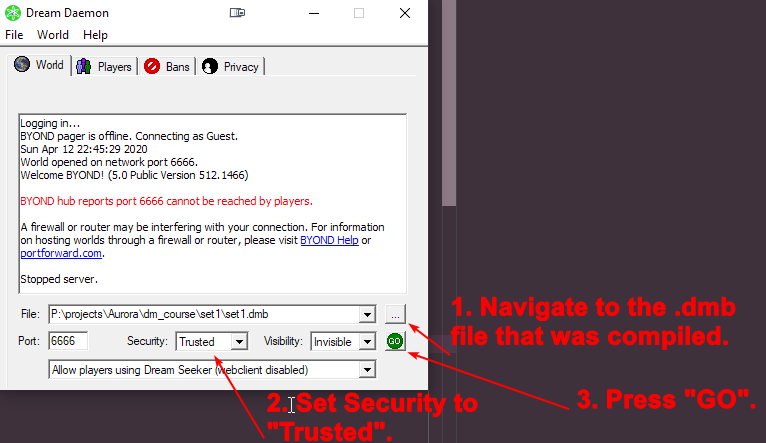 Dream Daemon
File World Help
World Players Bans Privacy
Logging in...
BYOND pager is offline. Connecting as Guest.
Sun Apr 12 22:45:29 2020
World opened on network port 6666.
Welcome BYOND! (5.0 Public Version 512.1466)
BYOND hub reports port 6666 cannot be reached by players.
A firewall or router may be interfering with your connection. For information
on hosting worlds through a firewall or router, please visit BYOND Help or
portforward.com.
Stopped server.
File: P:\projects\Aurora\dm_course\set1\set1.dmb ...
Port: 6666 Security: Trusted Visibility: Invisible GO
Allow players using Dream Seeker (webclient disabled)
1. Navigate to the .dmb
file that was compiled.
2. Set Security to
"Trusted".
3. Press "GO".